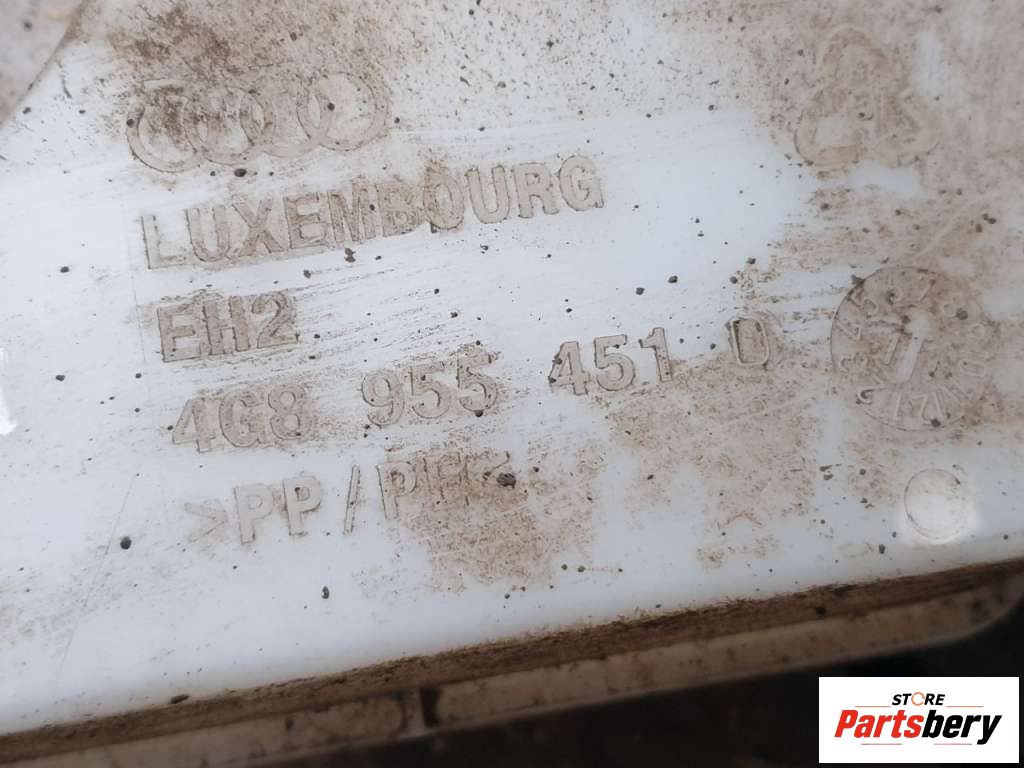 LUXEMBOURG
EH2
4G8 955 451 D
>PP/PE<
STORE
Partsbery